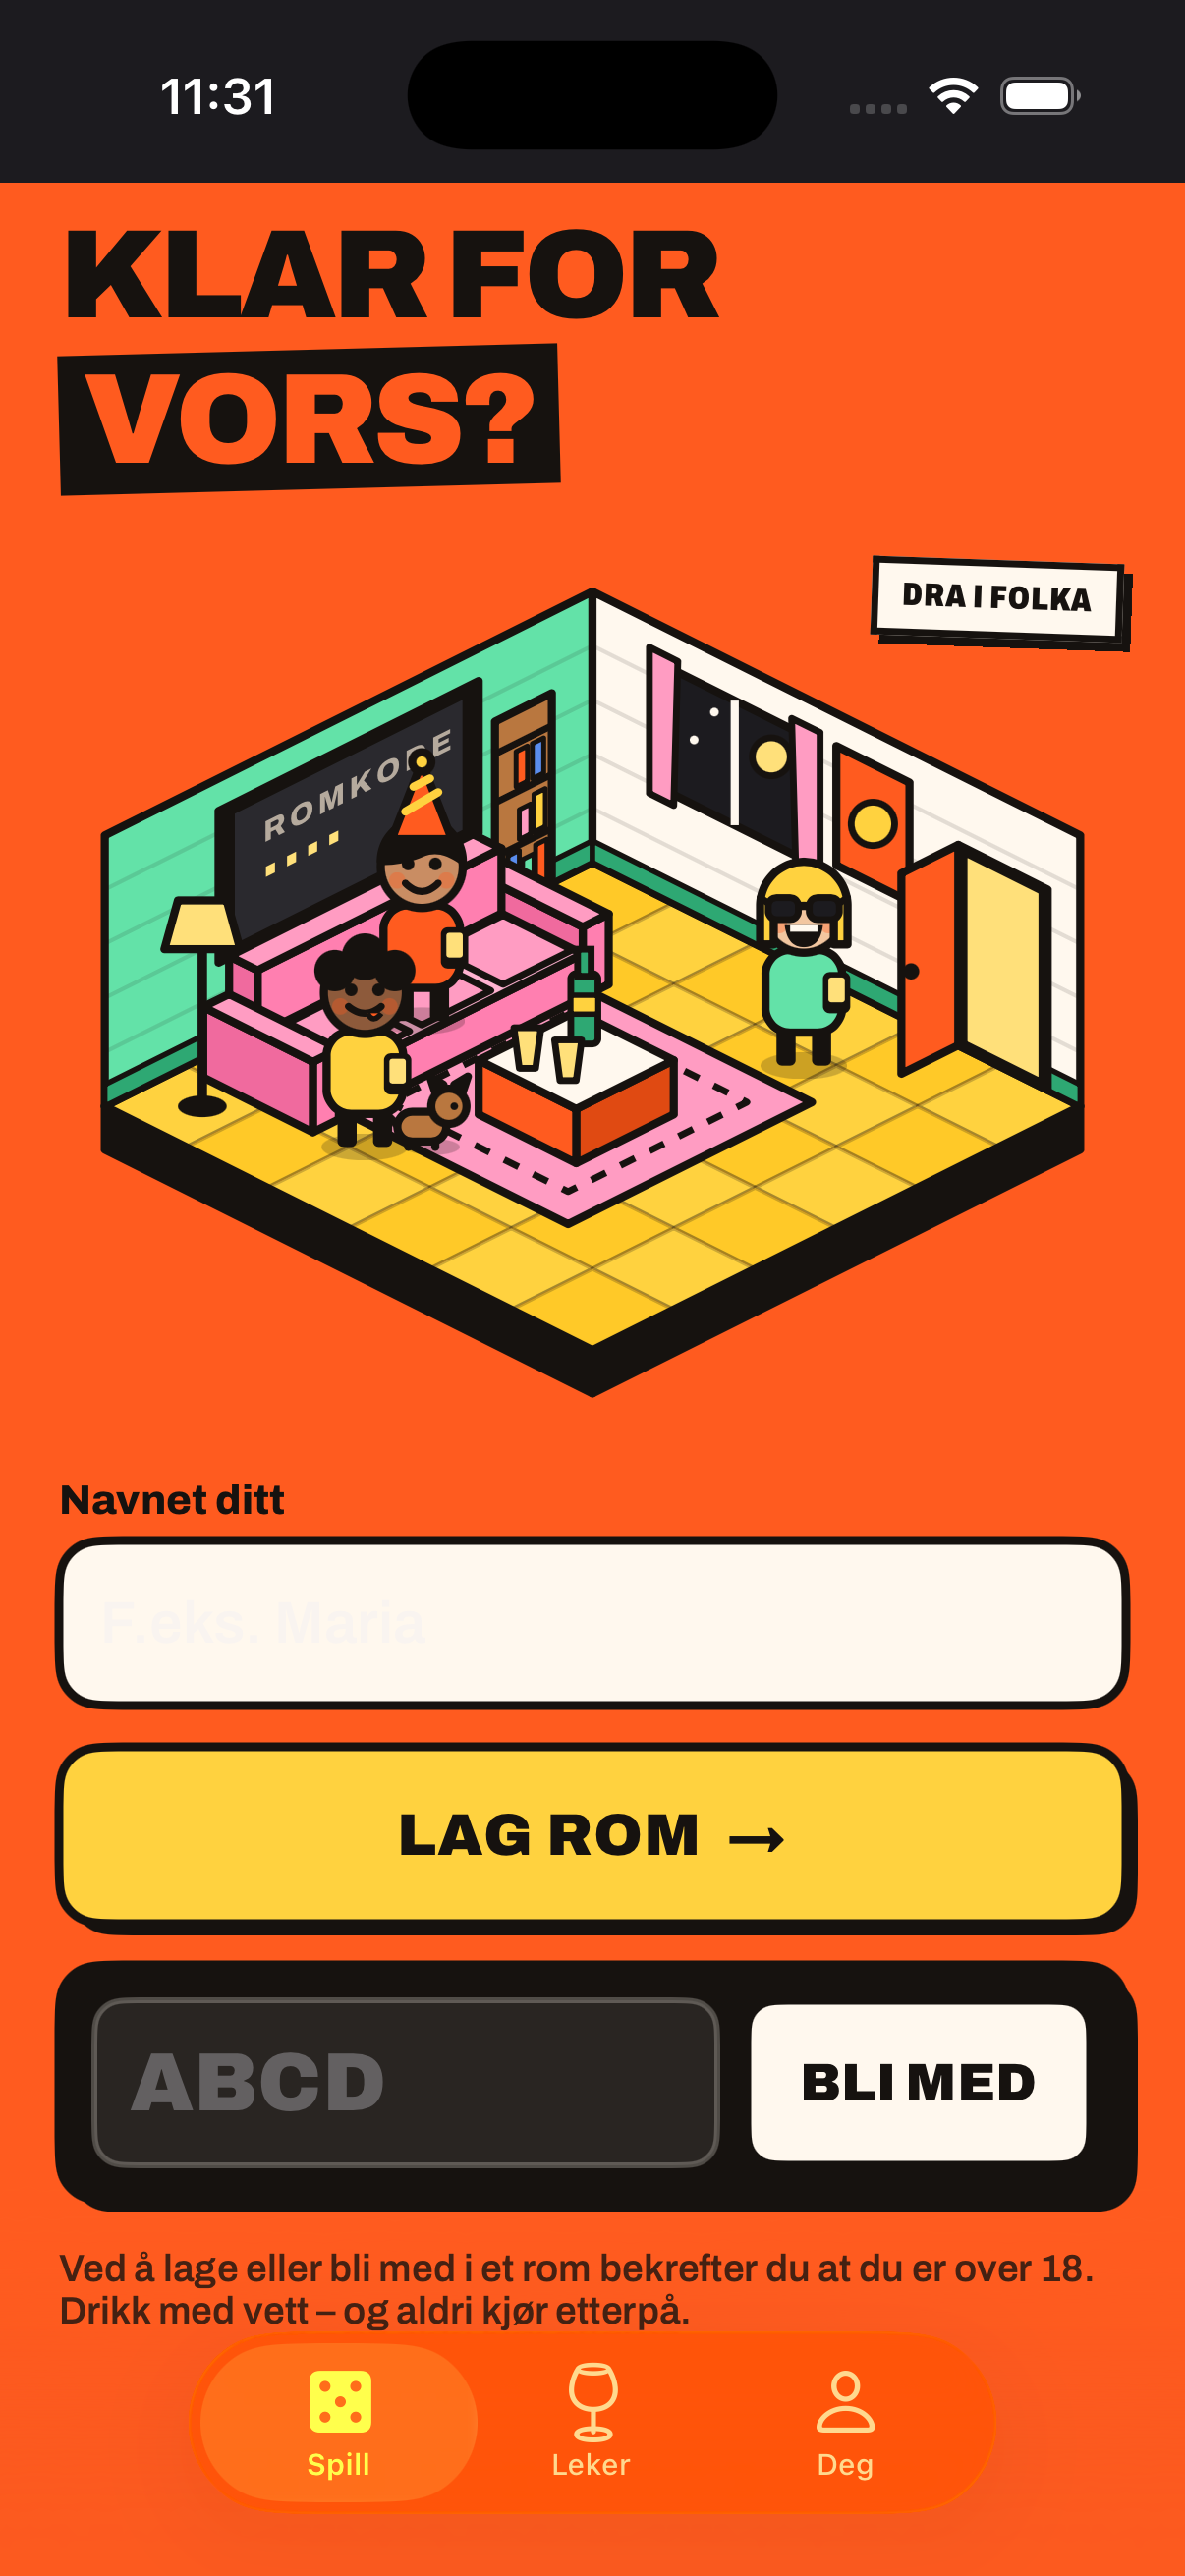 11:31
KLAR FOR
VORS?
DRA I FOLKA
ROMKODE
Navnet ditt
F.eks. Maria
LAG ROM →
ABCD
BLI MED
Ved å lage eller bli med i et rom bekrefter du at du er over 18.
Drikk med vett – og aldri kjør etterpå.
Spill
Leker
Deg